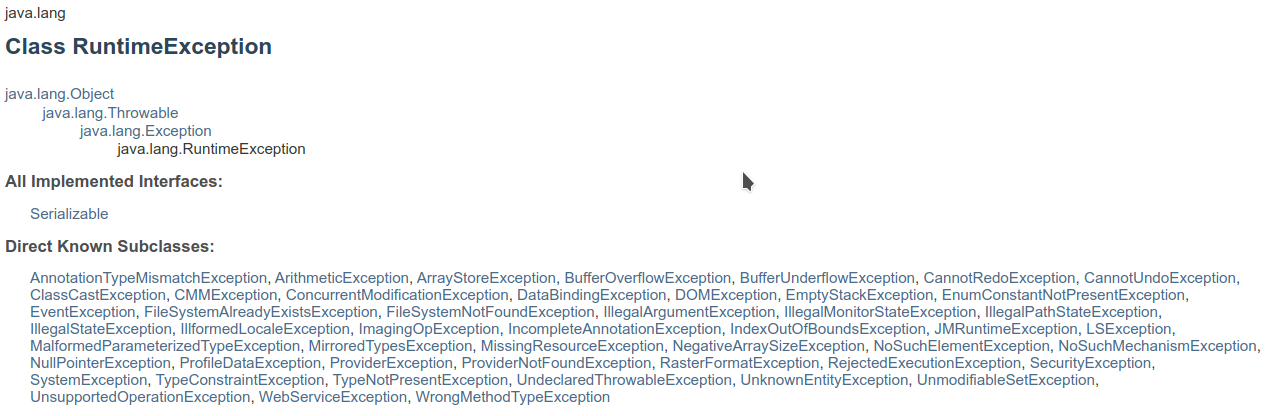 java.lang
Class RuntimeException
java.lang.Object
java.lang.Throwable
java.lang.Exception
java.lang.RuntimeException
All Implemented Interfaces:
Serializable
Direct Known Subclasses:
AnnotationTypeMismatchException, ArithmeticException, ArrayStoreException, BufferOverflowException, BufferUnderflowException, CannotRedoException, CannotUndoException,
ClassCastException, CMMException, ConcurrentModificationException, DataBindingException, DOMException, EmptyStackException, EnumConstantNotPresentException,
EventException, FileSystemAlreadyExistsException, FileSystemNotFoundException, IllegalArgumentException, IllegalMonitorStateException, IllegalPathStateException,
IllegalStateException, IllformedLocaleException, ImagingOpException, IncompleteAnnotationException, IndexOutOfBoundsException, JMRuntimeException, LSException,
MalformedParameterizedTypeException, MirroredTypesException, MissingResourceException, NegativeArraySizeException, NoSuchElementException, NoSuchMechanismException,
NullPointerException, ProfileDataException, ProviderException, ProviderNotFoundException, RasterFormatException, RejectedExecutionException, SecurityException,
SystemException, TypeConstraintException, TypeNotPresentException, UndeclaredThrowableException, UnknownEntityException, UnmodifiableSetException,
UnsupportedOperationException, WebServiceException, WrongMethodTypeException